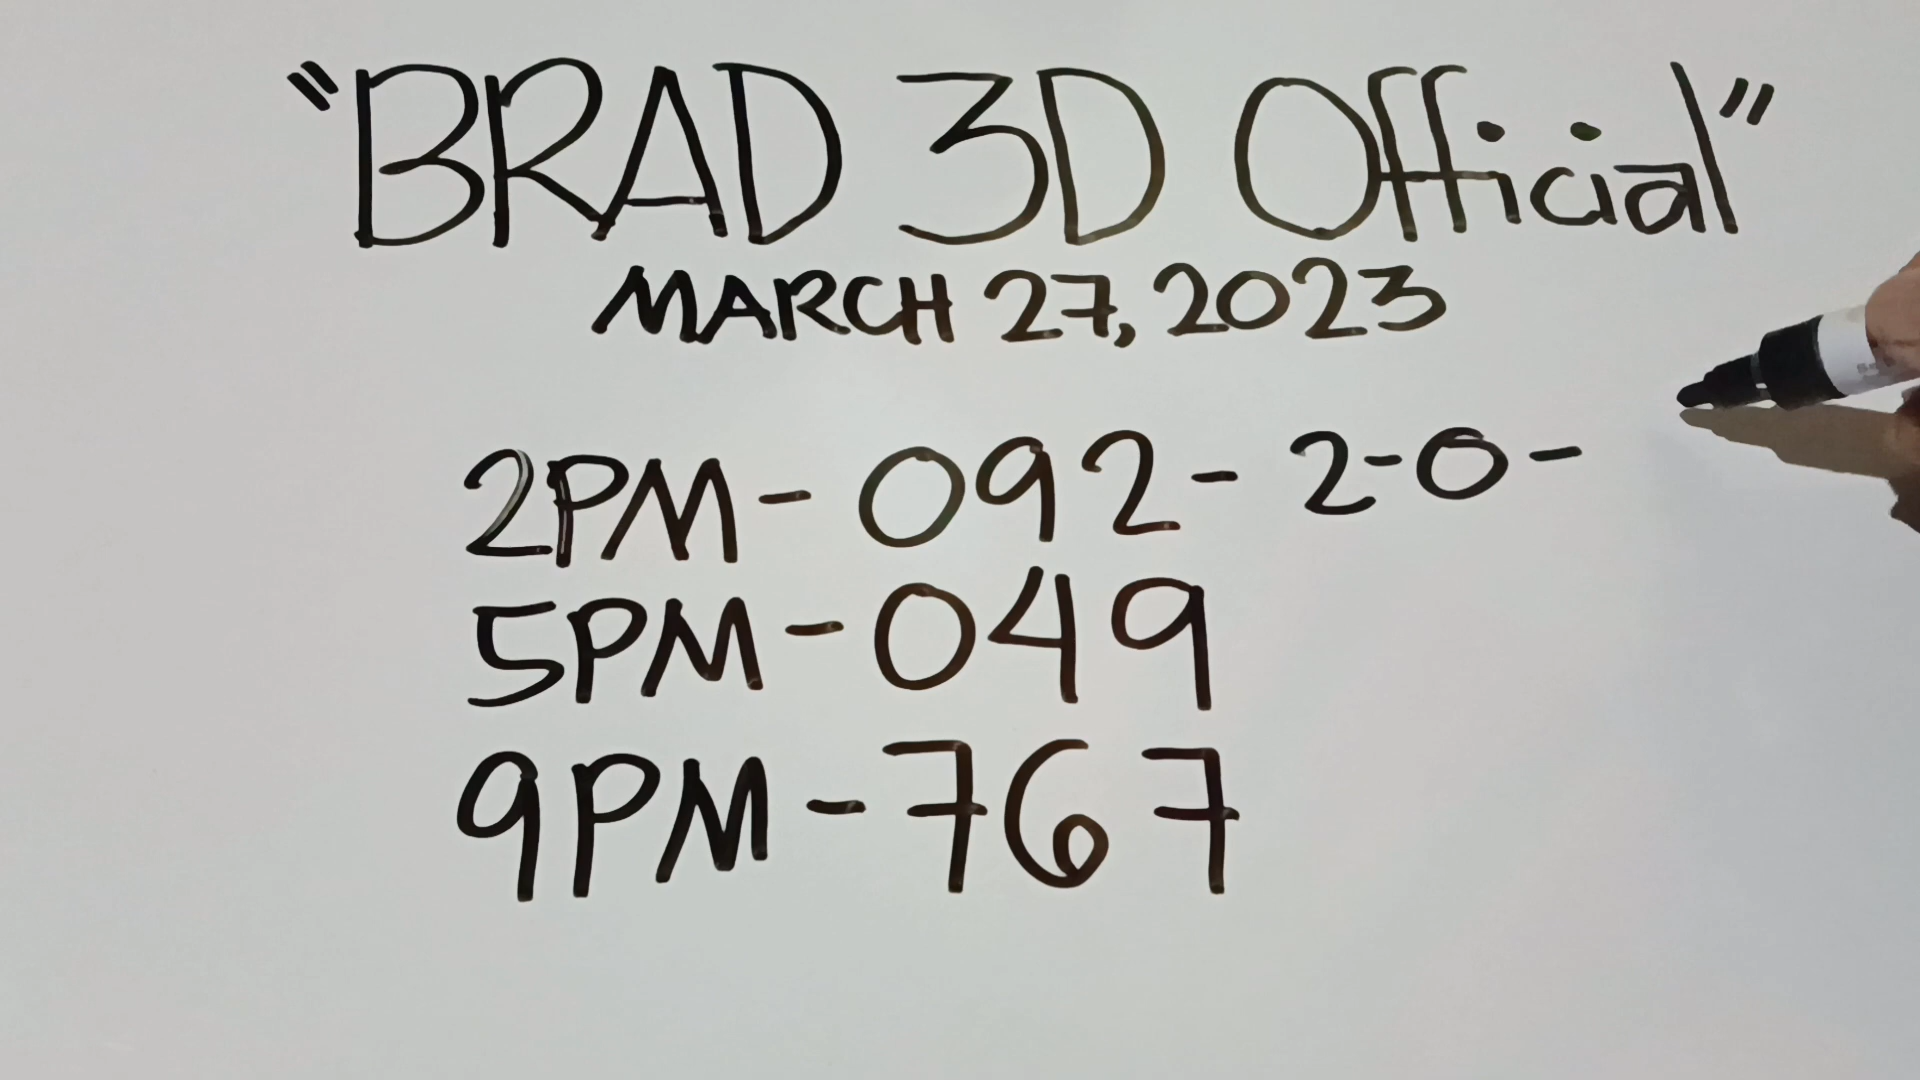 "BRAD 3D Official"
MARCH 27, 2023
2PM - 092 - 2-0-
5PM - 049
9PM - 767